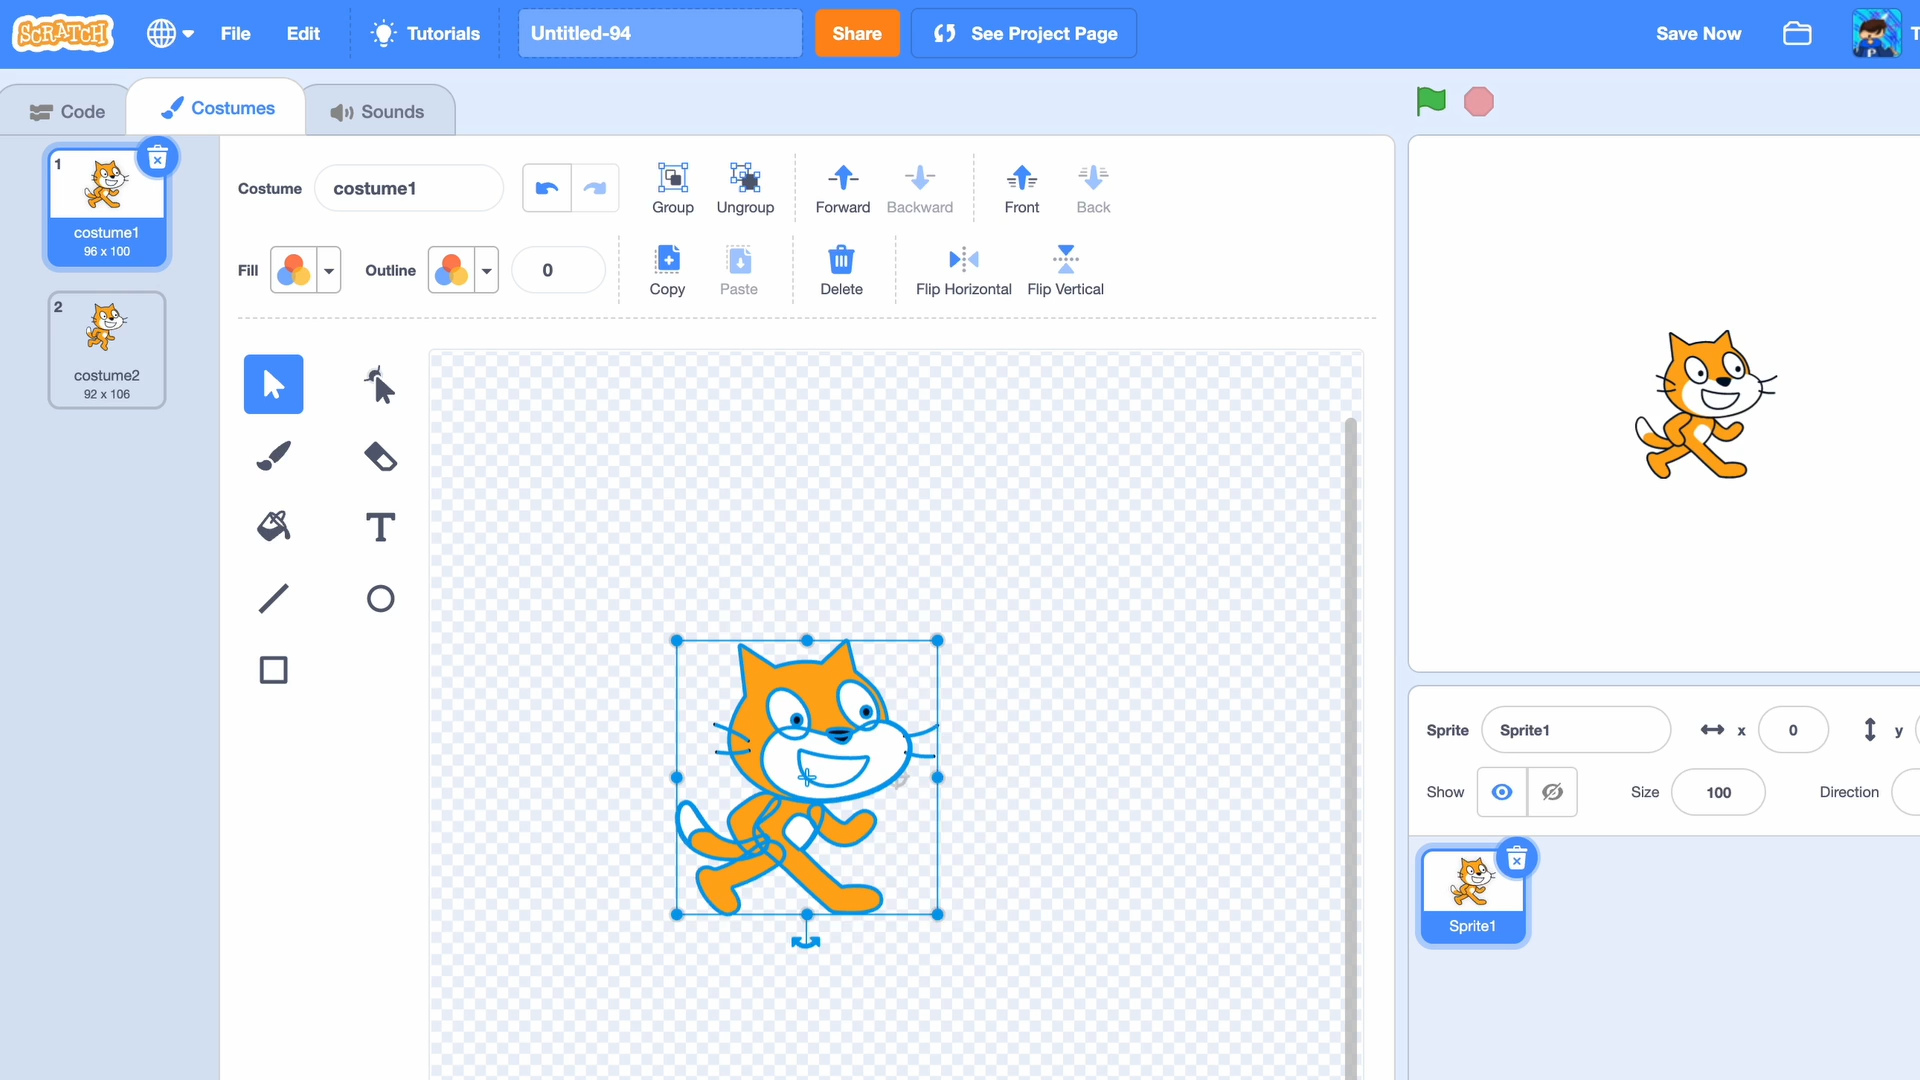 SCRATCH File Edit Tutorials Untitled-94 Share See Project Page Save Now
Code Costumes Sounds
1
costume1
96 x 100
2
costume2
92 x 106
Costume costume1 Group Ungroup Forward Backward Front Back
Fill Outline 0 Copy Paste Delete Flip Horizontal Flip Vertical
T
Sprite Sprite1 x 0 y
Show Size 100 Direction
Sprite1